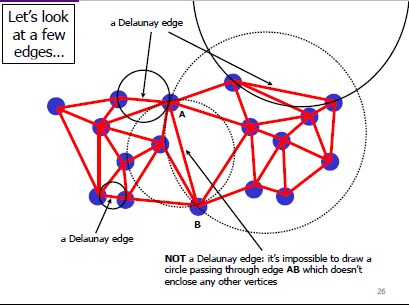 Let's look
at a few
edges...
a Delaunay edge
A
B
a Delaunay edge
NOT a Delaunay edge: it's impossible to draw a
circle passing through edge AB which doesn't
enclose any other vertices
26